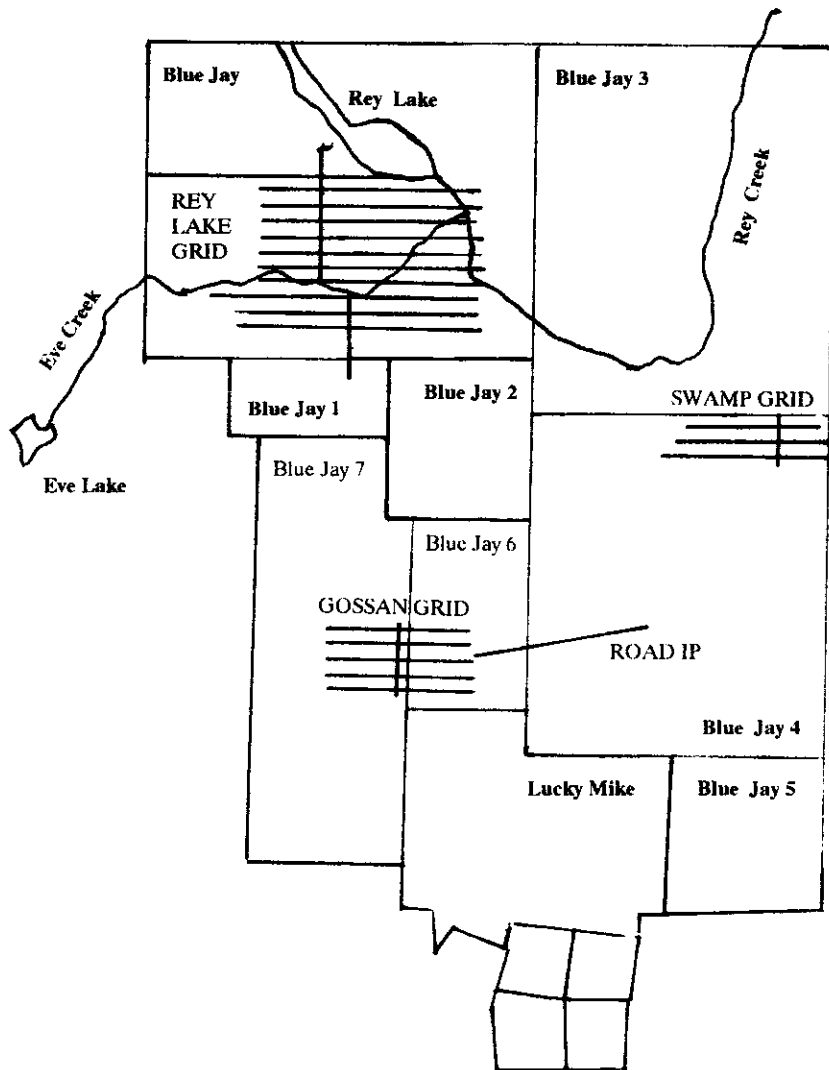 Blue Jay
Rey Lake
Blue Jay 3
Rey Creek
REY
LAKE
GRID
Eve Creek
Eve Lake
Blue Jay 1
Blue Jay 2
SWAMP GRID
Blue Jay 7
Blue Jay 6
GOSSAN GRID
ROAD IP
Blue Jay 4
Lucky Mike
Blue Jay 5